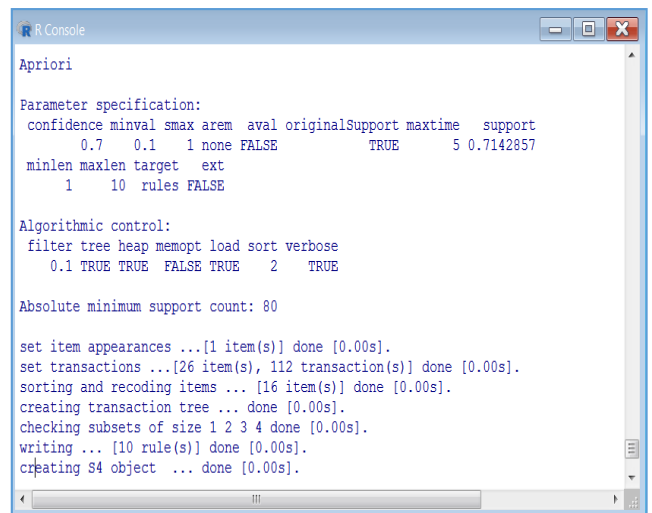 R Console
Apriori
Parameter specification:
confidence minval smax arem aval originalSupport maxtime support
0.7 0.1 1 none FALSE TRUE 5 0.7142857
minlen maxlen target ext
1 10 rules FALSE
Algorithmic control:
filter tree heap memopt load sort verbose
0.1 TRUE TRUE FALSE TRUE 2 TRUE
Absolute minimum support count: 80
set item appearances ...[1 item(s)] done [0.00s].
set transactions ...[26 item(s), 112 transaction(s)] done [0.00s].
sorting and recoding items ... [16 item(s)] done [0.00s].
creating transaction tree ... done [0.00s].
checking subsets of size 1 2 3 4 done [0.00s].
writing ... [10 rule(s)] done [0.00s].
creating S4 object ... done [0.00s].